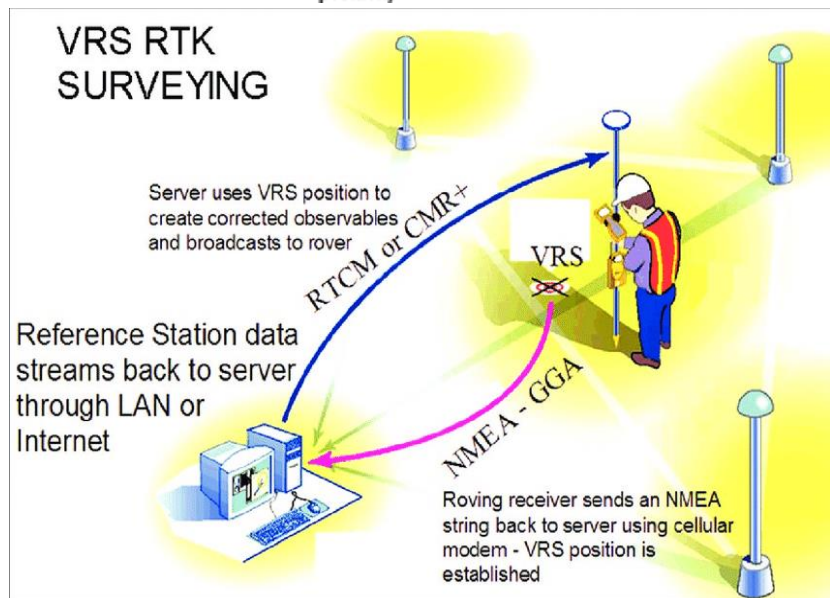 VRS RTK
SURVEYING
Server uses VRS position to
create corrected observables
and broadcasts to rover
RTCM or CMR+
VRS
Reference Station data
streams back to server
through LAN or
Internet
NMEA - GGA
Roving receiver sends an NMEA
string back to server using cellular
modem - VRS position is
established